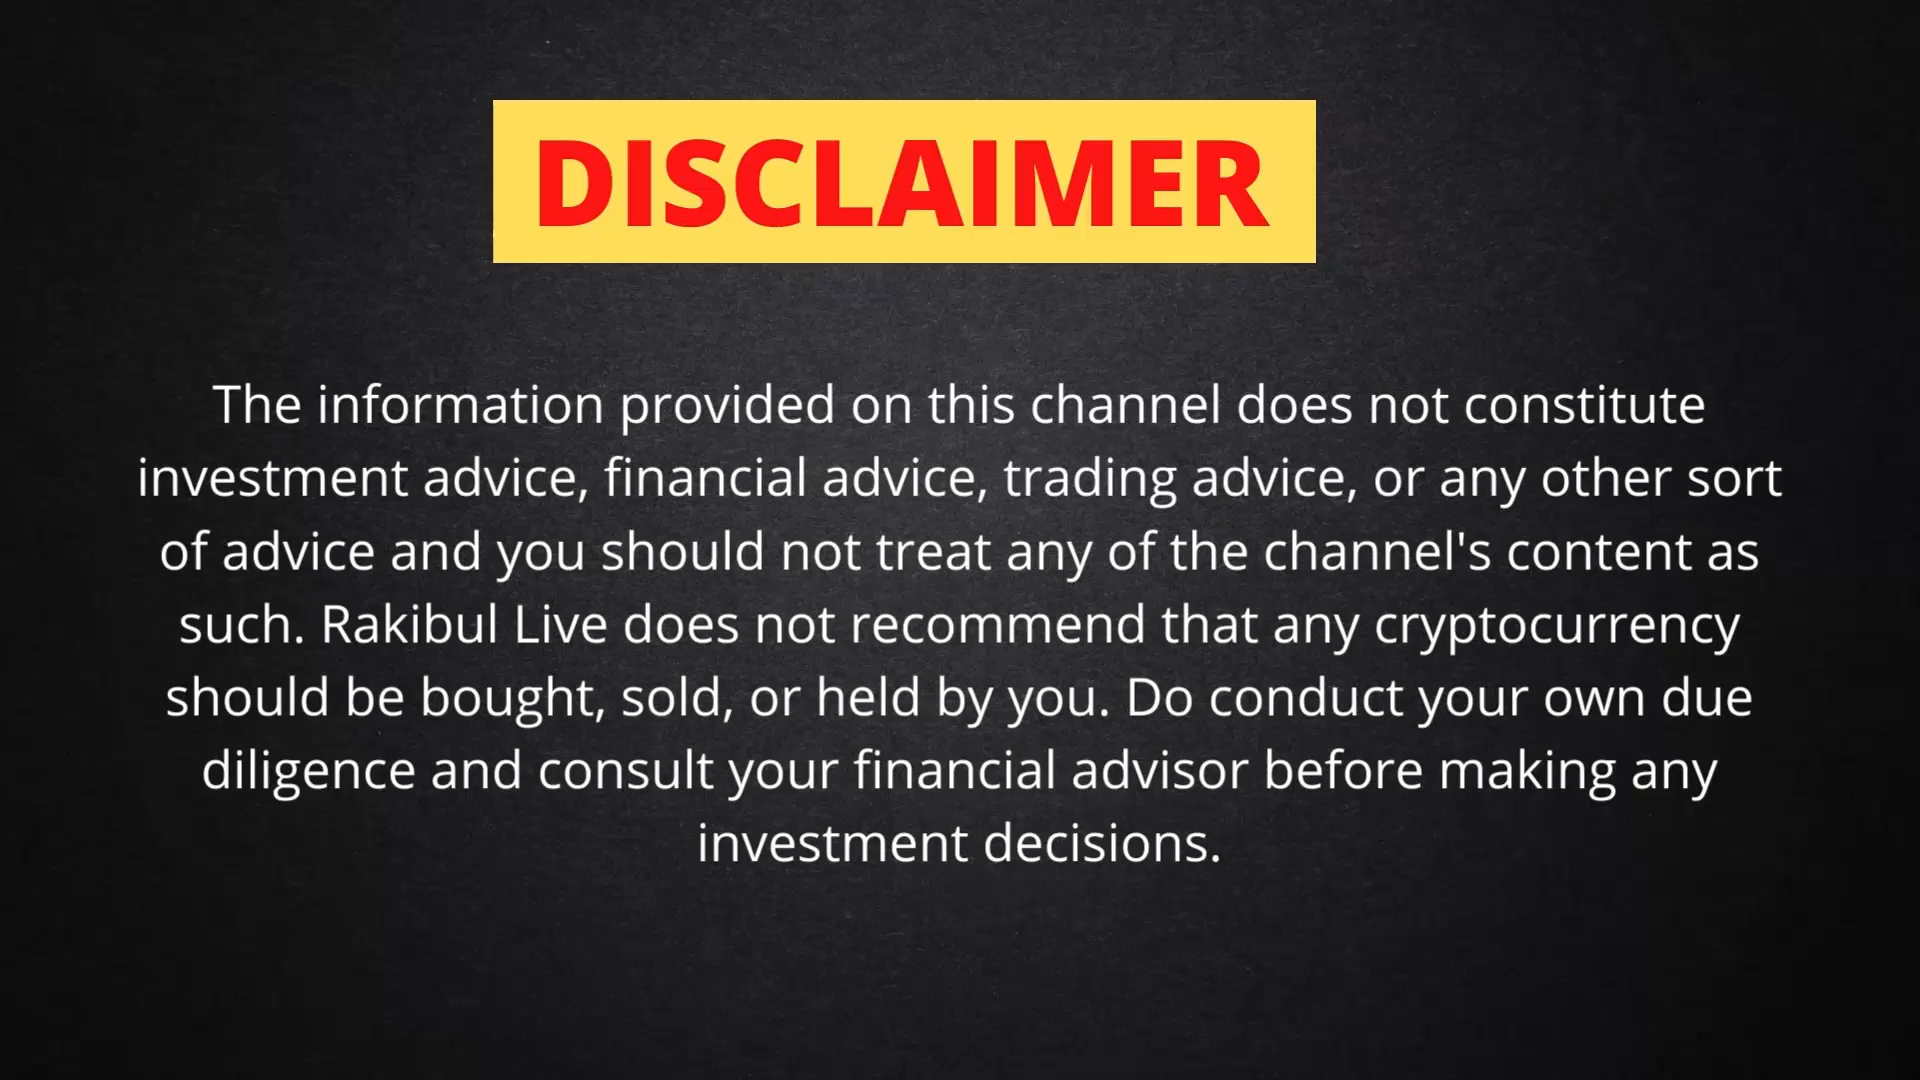 DISCLAIMER
The information provided on this channel does not constitute
investment advice, financial advice, trading advice, or any other sort
of advice and you should not treat any of the channel's content as
such. Rakibul Live does not recommend that any cryptocurrency
should be bought, sold, or held by you. Do conduct your own due
diligence and consult your financial advisor before making any
investment decisions.